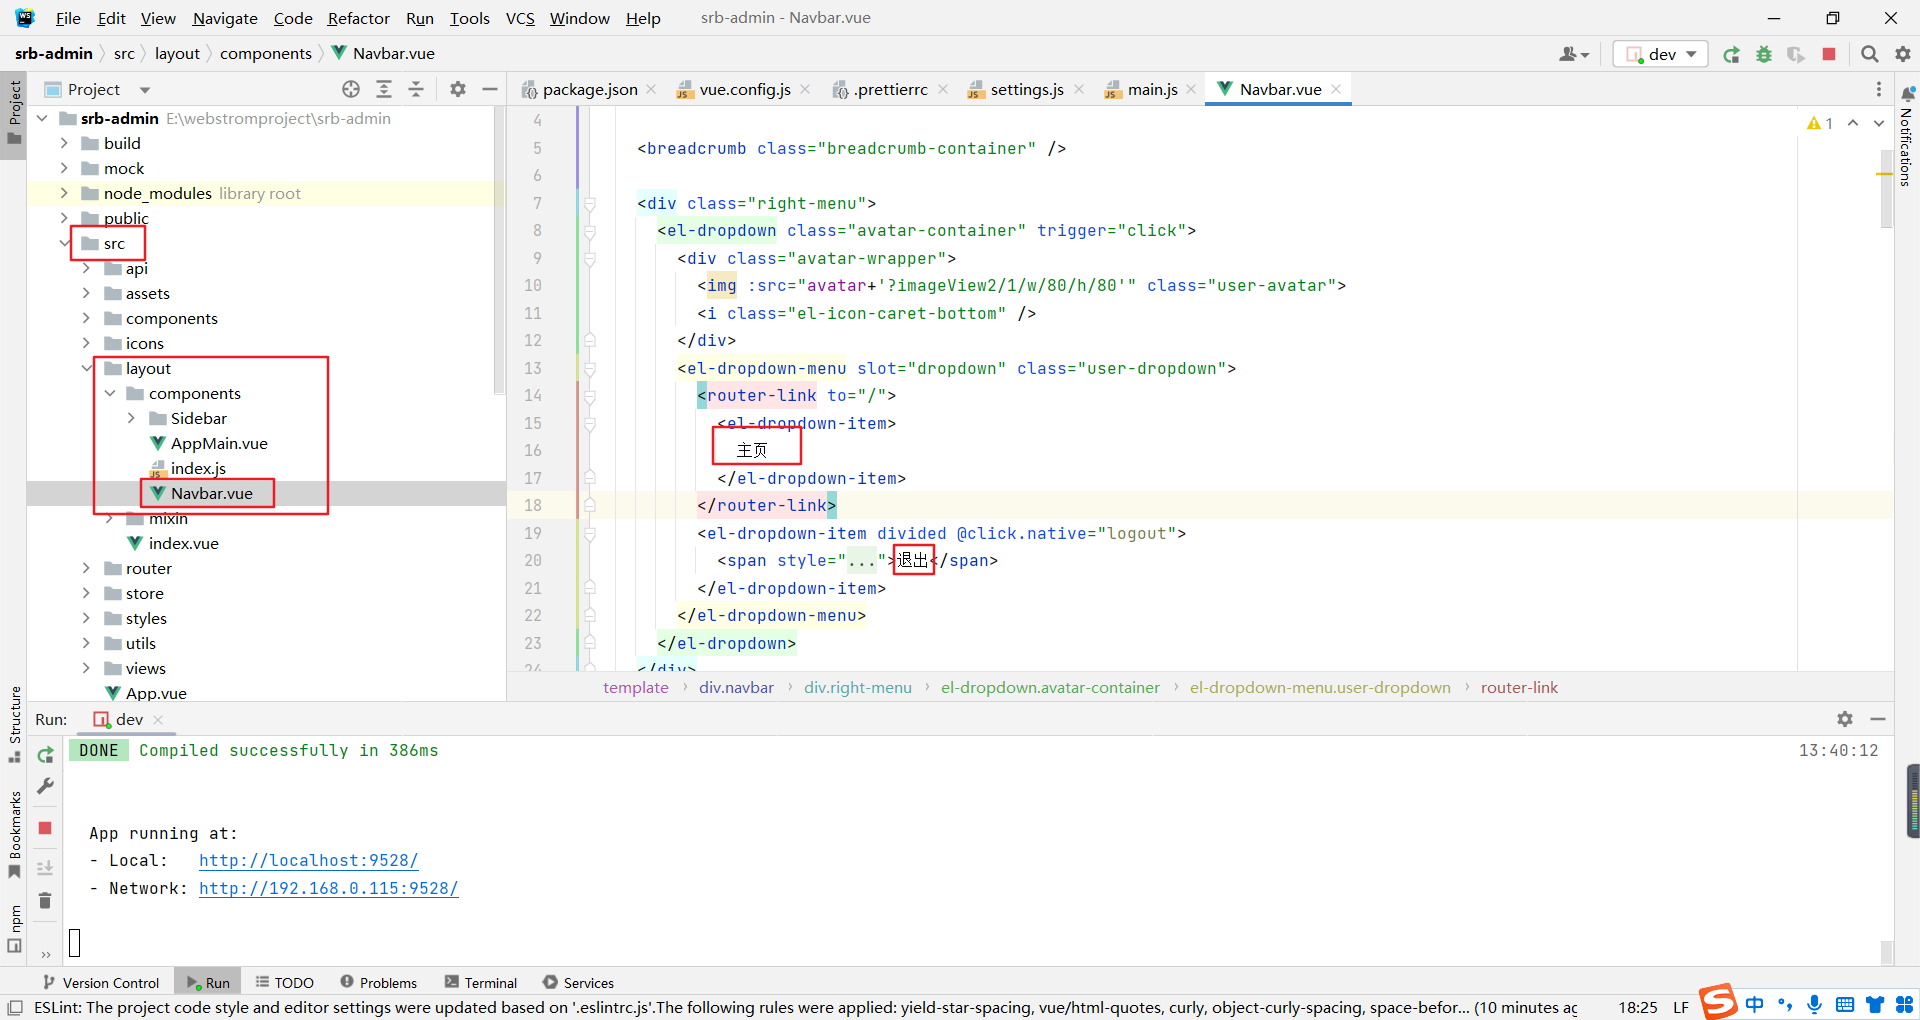 File Edit View Navigate Code Refactor Run Tools VCS Window Help srb-admin - Navbar.vue
srb-admin src layout components Navbar.vue dev
Project
package.json vue.config.js .prettierrc settings.js main.js Navbar.vue
Project
Notifications
srb-admin E:\webstromproject\srb-admin
build
mock
node_modules library root
public
src
api
assets
components
icons
layout
components
Sidebar
AppMain.vue
index.js
Navbar.vue
mixin
index.vue
router
store
styles
utils
views
App.vue
1
4
5 <breadcrumb class="breadcrumb-container" />
6
7 <div class="right-menu">
8 <el-dropdown class="avatar-container" trigger="click">
9 <div class="avatar-wrapper">
10 <img :src="avatar+'?imageView2/1/w/80/h/80'" class="user-avatar">
11 <i class="el-icon-caret-bottom" />
12 </div>
13 <el-dropdown-menu slot="dropdown" class="user-dropdown">
14 <router-link to="/">
15 <el-dropdown-item>
16 主页
17 </el-dropdown-item>
18 </router-link>
19 <el-dropdown-item divided @click.native="logout">
20 <span style="...">退出</span>
21 </el-dropdown-item>
22 </el-dropdown-menu>
23 </el-dropdown>
24 </div>
template div.navbar div.right-menu el-dropdown.avatar-container el-dropdown-menu.user-dropdown router-link
Structure
Bookmarks
npm
Run: dev
DONE Compiled successfully in 386ms 13:40:12
App running at:
- Local: http://localhost:9528/
- Network: http://192.168.0.115:9528/
Version Control Run TODO Problems Terminal Services
ESLint: The project code style and editor settings were updated based on '.eslintrc.js'.The following rules were applied: yield-star-spacing, vue/html-quotes, curly, object-curly-spacing, space-befor... (10 minutes ag 18:25 LF 中